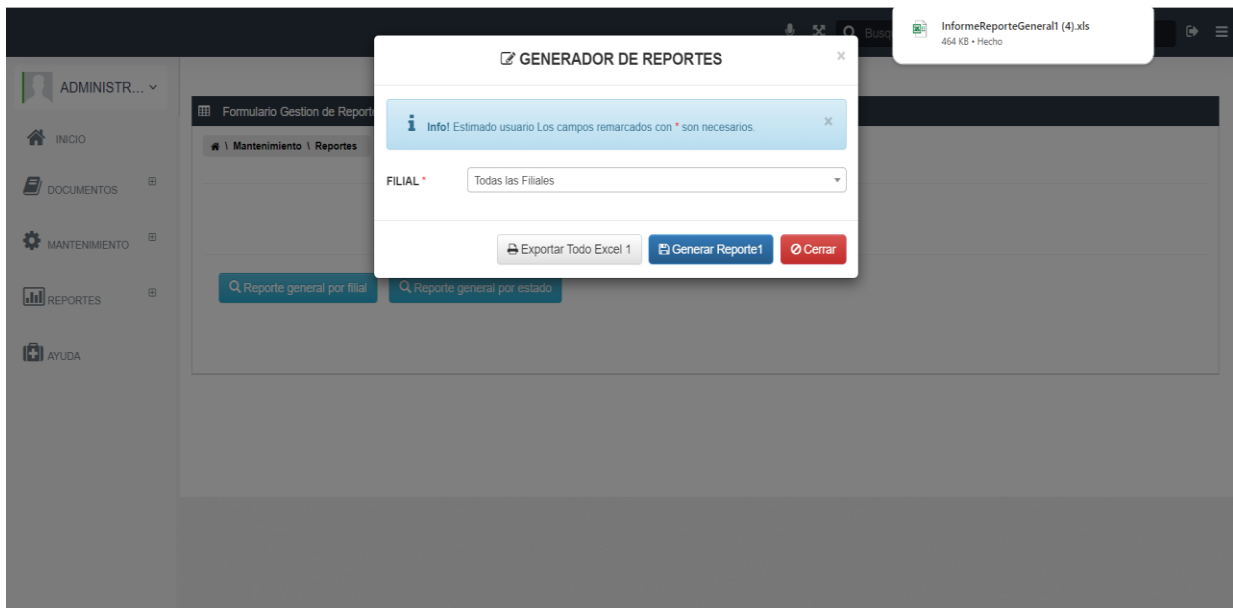 Busq
InformeReporteGeneral1 (4).xls
464 KB • Hecho
ADMINISTR...
INICIO
DOCUMENTOS
MANTENIMIENTO
REPORTES
AYUDA
Formulario Gestion de Report
\ Mantenimiento \ Reportes
GENERADOR DE REPORTES
×
Info! Estimado usuario Los campos remarcados con * son necesarios.
×
FILIAL *
Todas las Filiales
Exportar Todo Excel 1
Generar Reporte1
Cerrar
Reporte general por filial
Reporte general por estado